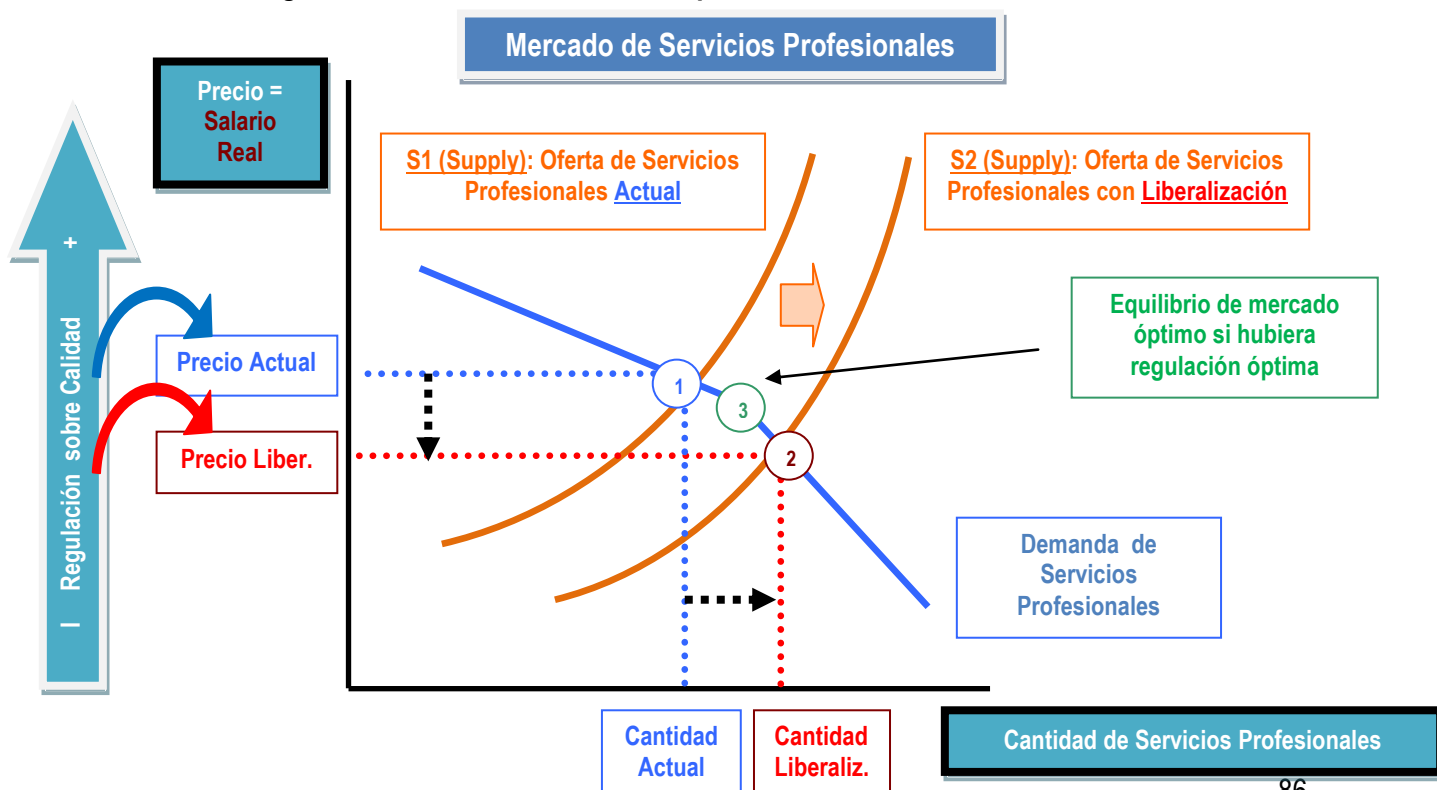 Mercado de Servicios Profesionales
Precio =
Salario
Real
S1 (Supply): Oferta de Servicios
Profesionales Actual
S2 (Supply): Oferta de Servicios
Profesionales con Liberalización
I Regulación sobre Calidad +
Precio Actual
Precio Liber.
Equilibrio de mercado
óptimo si hubiera
regulación óptima
1
3
2
Demanda de
Servicios
Profesionales
Cantidad
Actual
Cantidad
Liberaliz.
Cantidad de Servicios Profesionales
86